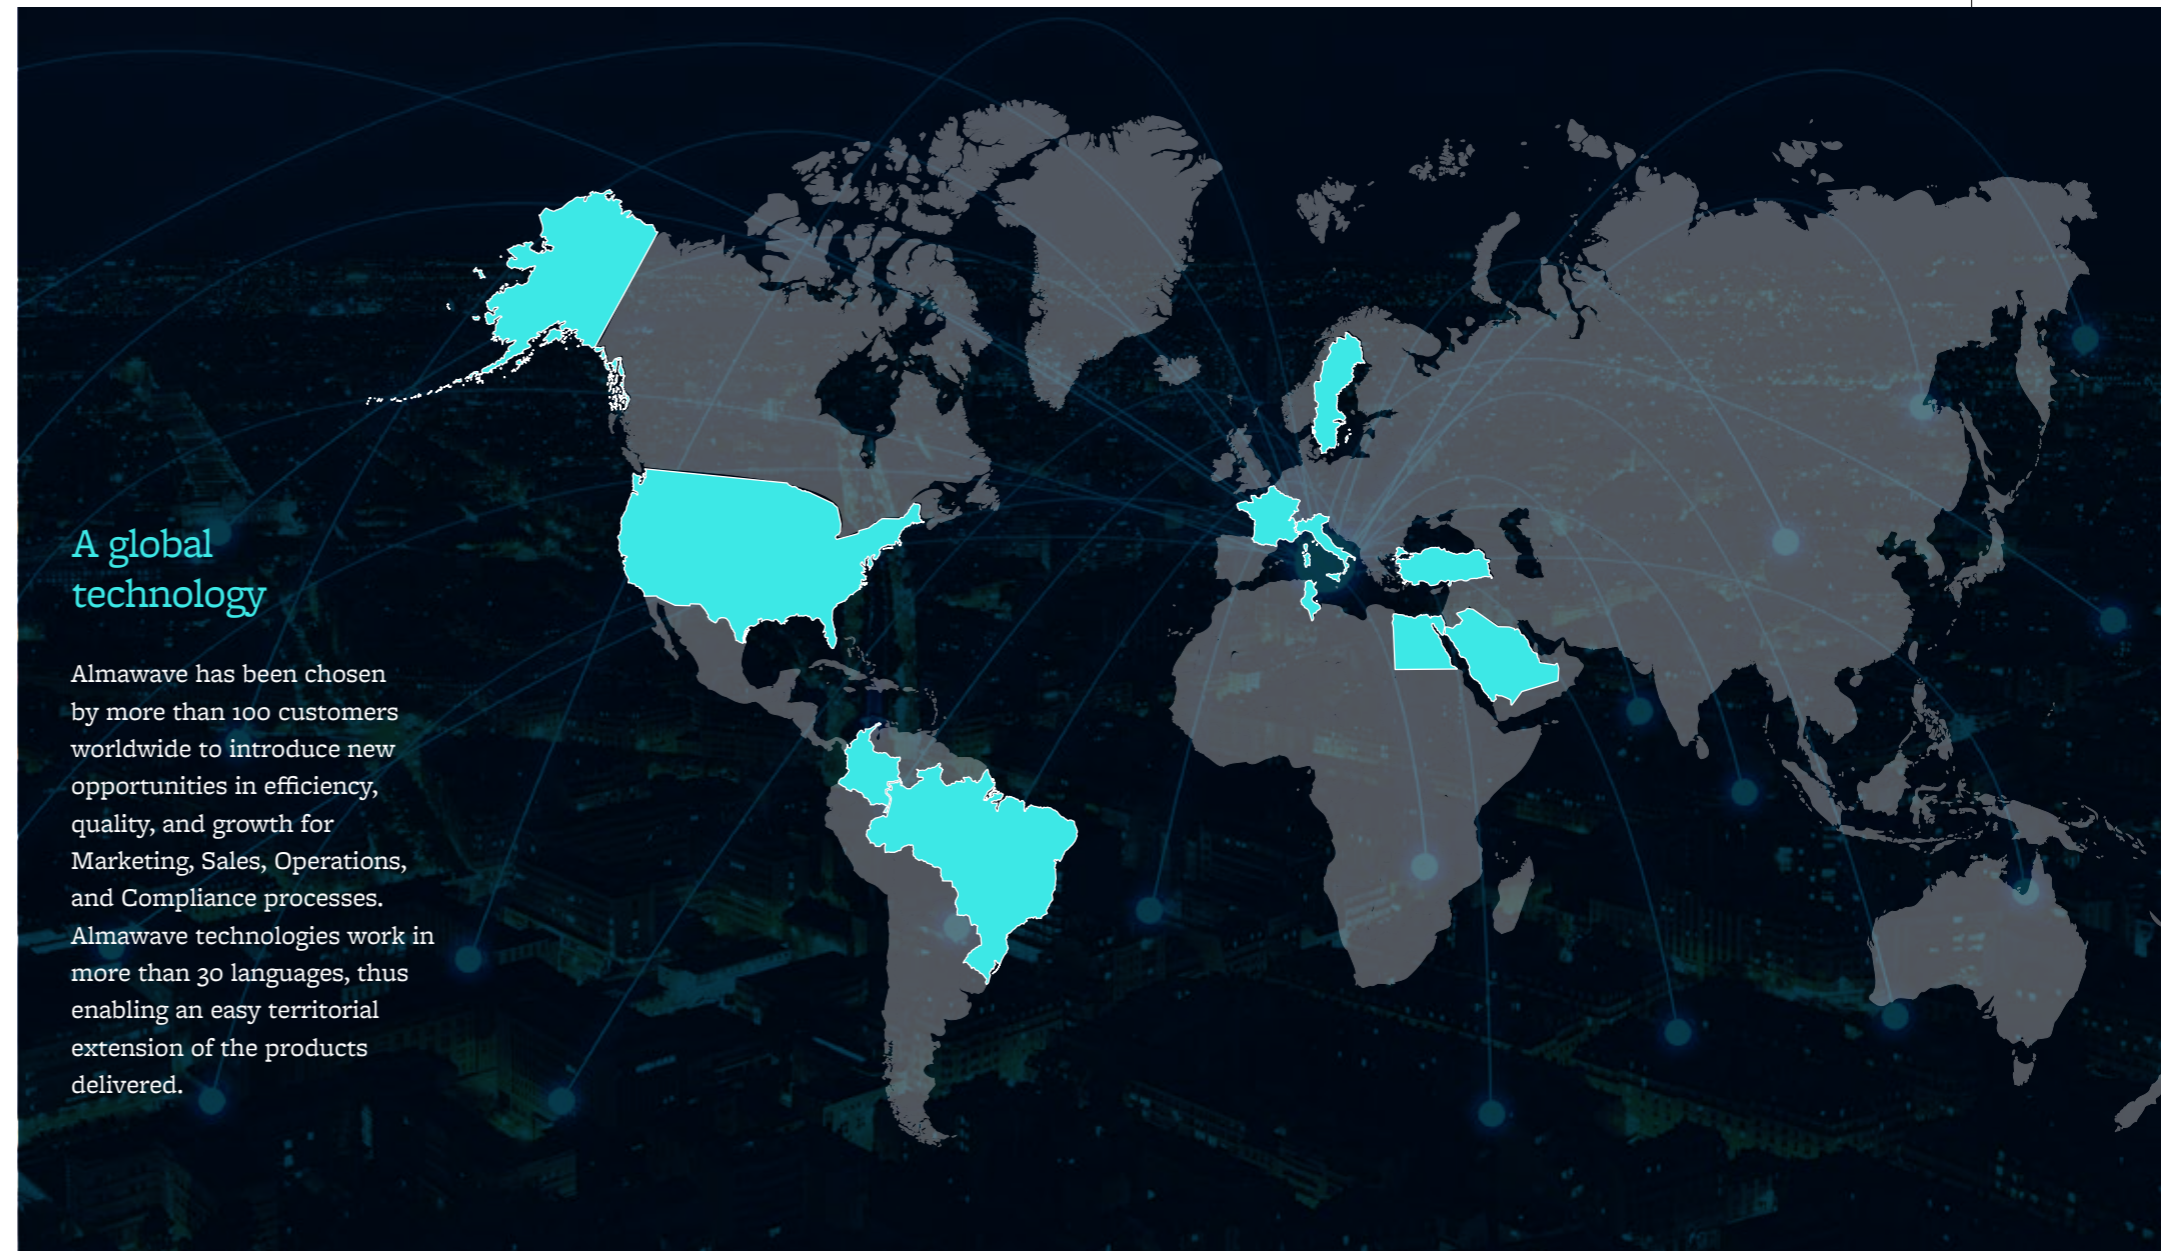 A global
technology
Almawave has been chosen
by more than 100 customers
worldwide to introduce new
opportunities in efficiency,
quality, and growth for
Marketing, Sales, Operations,
and Compliance processes.
Almawave technologies work in
more than 30 languages, thus
enabling an easy territorial
extension of the products
delivered.